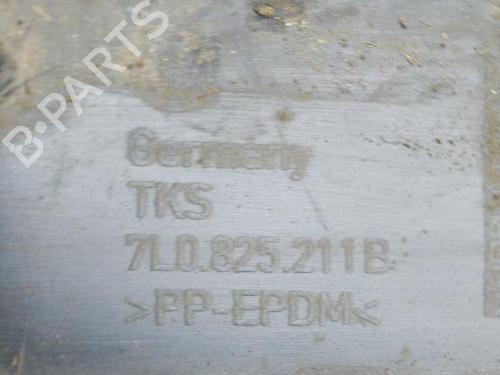 B-PARTS
Germany
TKS
7L0.825.211B
>PP-EPDM<